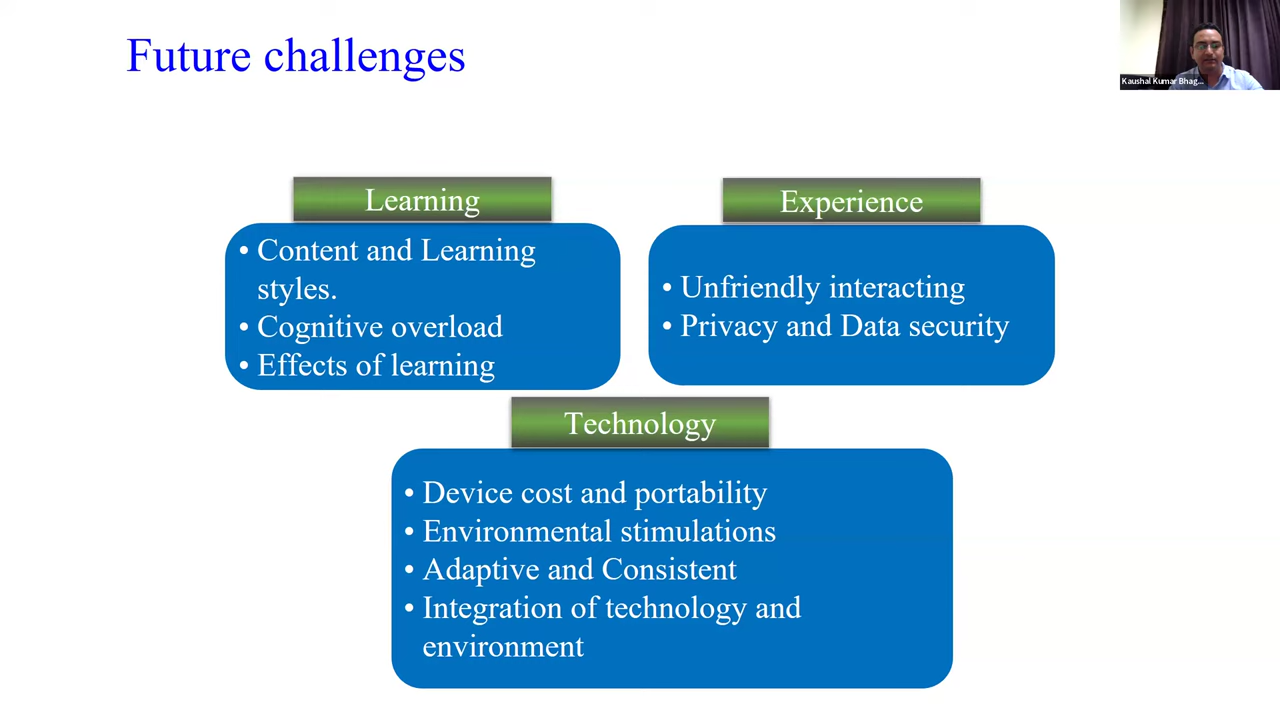 Future challenges
Kaushal Kumar Bhag...
Learning
• Content and Learning
styles.
• Cognitive overload
• Effects of learning
Experience
• Unfriendly interacting
• Privacy and Data security
Technology
• Device cost and portability
• Environmental stimulations
• Adaptive and Consistent
• Integration of technology and
environment